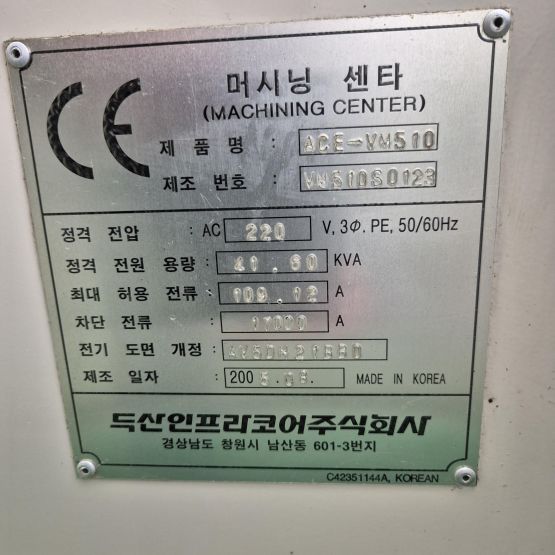 CE
머시닝 센타
(MACHINING CENTER)
제 품 명 : ACE-VM510
제조 번호 : VM510S0123
정격 전압 : AC 220 V, 3Φ. PE, 50/60Hz
정격 전원 용량 : 41.60 KVA
최대 허용 전류 : 109.12 A
차단 전류 : 17000 A
전기 도면 개정 :
제조 일자 : 2005.08. MADE IN KOREA
두산인프라코어주식회사
경상남도 창원시 남산동 601-3번지
C42351144A, KOREAN